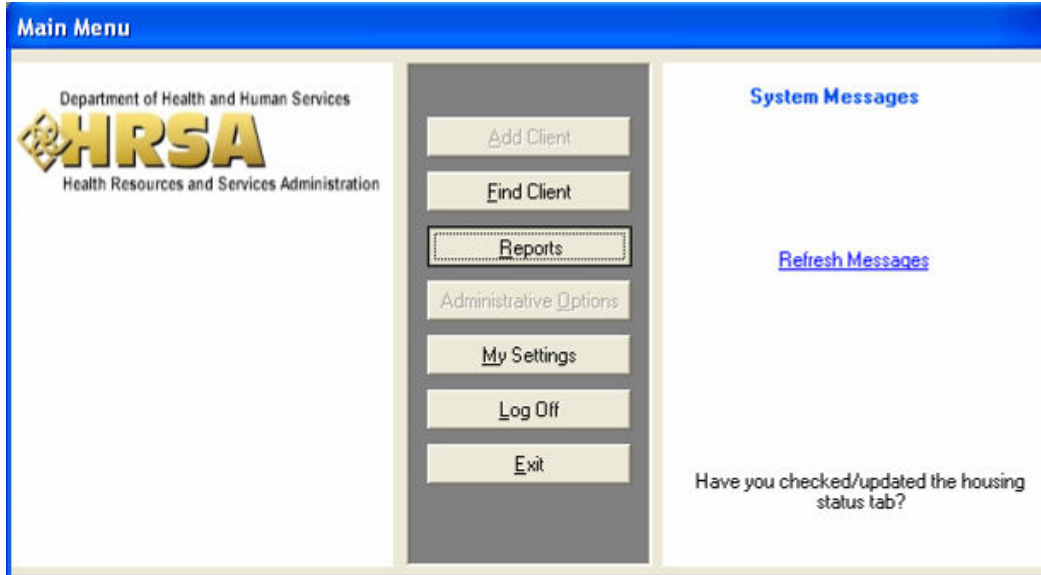 Main Menu
Department of Health and Human Services
HRSA
Health Resources and Services Administration
Add Client
Find Client
Reports
Administrative Options
My Settings
Log Off
Exit
System Messages
Refresh Messages
Have you checked/updated the housing
status tab?